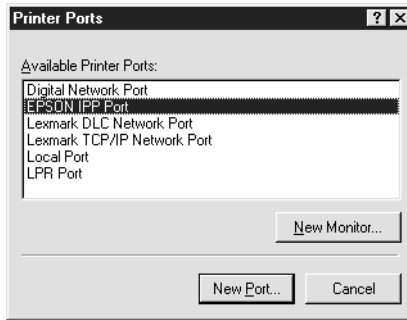 Printer Ports
Available Printer Ports:
Digital Network Port
EPSON IPP Port
Lexmark DLC Network Port
Lexmark TCP/IP Network Port
Local Port
LPR Port
New Monitor...
New Port...
Cancel